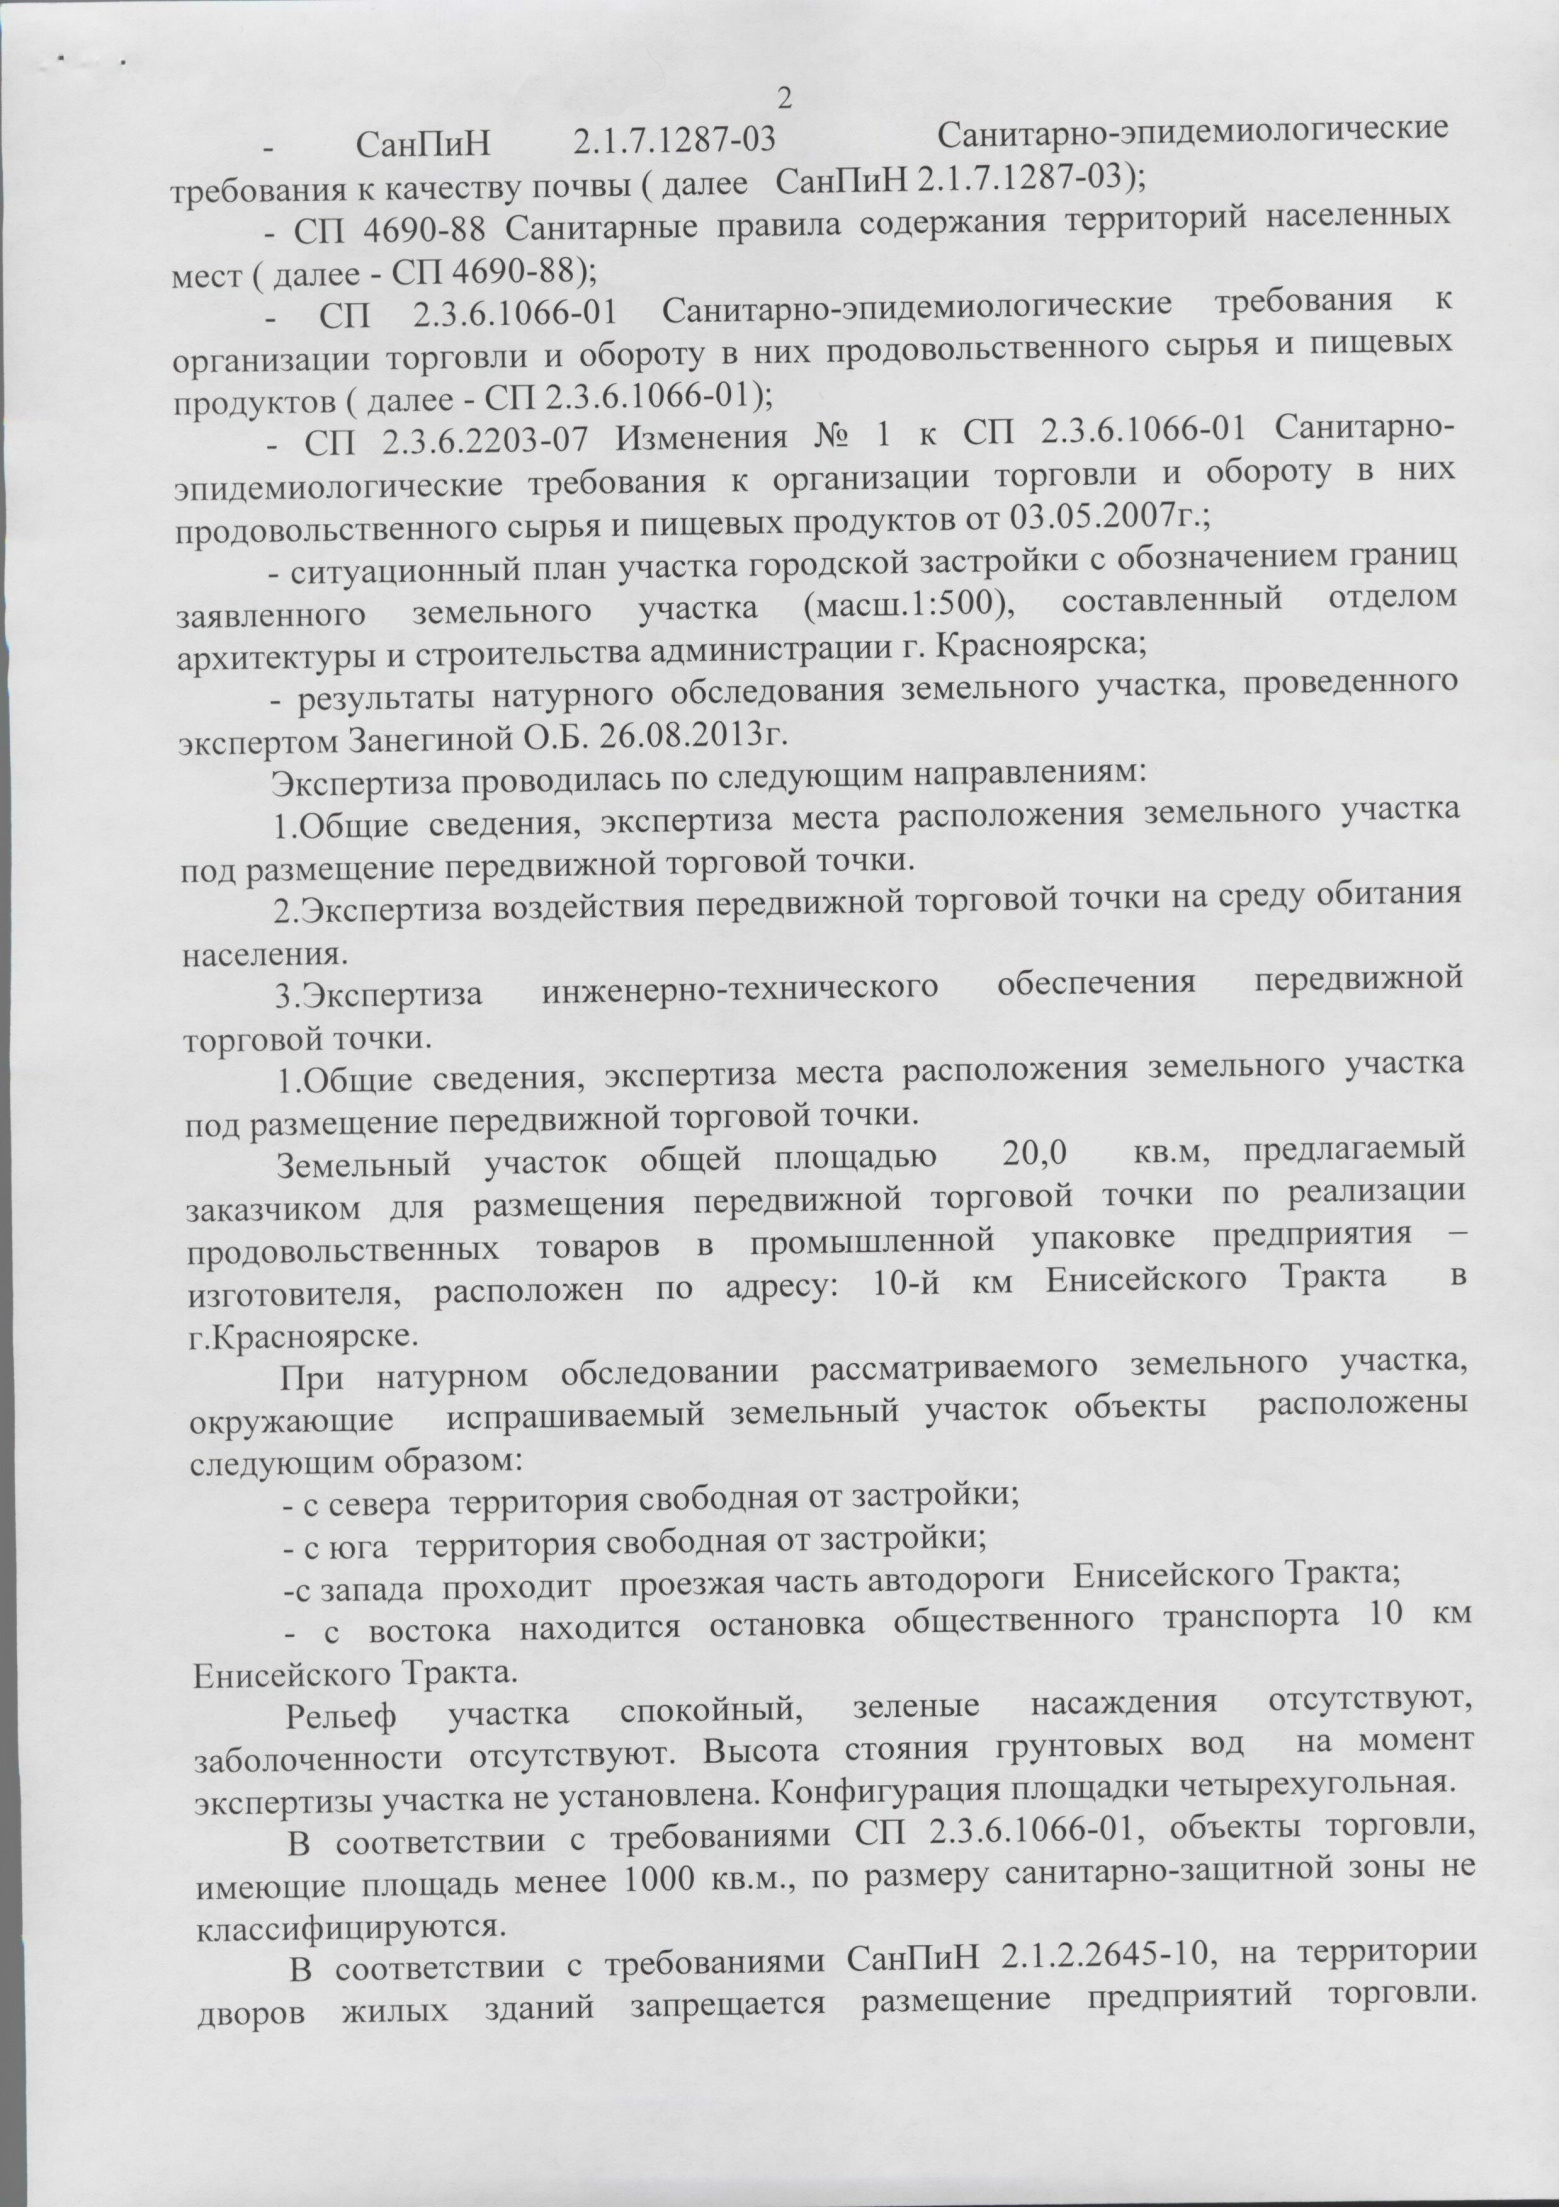 2
- СанПиН 2.1.7.1287-03 Санитарно-эпидемиологические
требования к качеству почвы ( далее СанПиН 2.1.7.1287-03);
- СП 4690-88 Санитарные правила содержания территорий населенных
мест ( далее - СП 4690-88);
- СП 2.3.6.1066-01 Санитарно-эпидемиологические требования к
организации торговли и обороту в них продовольственного сырья и пищевых
продуктов ( далее - СП 2.3.6.1066-01);
- СП 2.3.6.2203-07 Изменения № 1 к СП 2.3.6.1066-01 Санитарно-
эпидемиологические требования к организации торговли и обороту в них
продовольственного сырья и пищевых продуктов от 03.05.2007г.;
- ситуационный план участка городской застройки с обозначением границ
заявленного земельного участка (масш.1:500), составленный отделом
архитектуры и строительства администрации г. Красноярска;
- результаты натурного обследования земельного участка, проведенного
экспертом Занегиной О.Б. 26.08.2013г.
Экспертиза проводилась по следующим направлениям:
1.Общие сведения, экспертиза места расположения земельного участка
под размещение передвижной торговой точки.
2.Экспертиза воздействия передвижной торговой точки на среду обитания
населения.
3.Экспертиза инженерно-технического обеспечения передвижной
торговой точки.
1.Общие сведения, экспертиза места расположения земельного участка
под размещение передвижной торговой точки.
Земельный участок общей площадью 20,0 кв.м, предлагаемый
заказчиком для размещения передвижной торговой точки по реализации
продовольственных товаров в промышленной упаковке предприятия –
изготовителя, расположен по адресу: 10-й км Енисейского Тракта в
г.Красноярске.
При натурном обследовании рассматриваемого земельного участка,
окружающие испрашиваемый земельный участок объекты расположены
следующим образом:
- с севера территория свободная от застройки;
- с юга территория свободная от застройки;
-с запада проходит проезжая часть автодороги Енисейского Тракта;
- с востока находится остановка общественного транспорта 10 км
Енисейского Тракта.
Рельеф участка спокойный, зеленые насаждения отсутствуют,
заболоченности отсутствуют. Высота стояния грунтовых вод на момент
экспертизы участка не установлена. Конфигурация площадки четырехугольная.
В соответствии с требованиями СП 2.3.6.1066-01, объекты торговли,
имеющие площадь менее 1000 кв.м., по размеру санитарно-защитной зоны не
классифицируются.
В соответствии с требованиями СанПиН 2.1.2.2645-10, на территории
дворов жилых зданий запрещается размещение предприятий торговли.